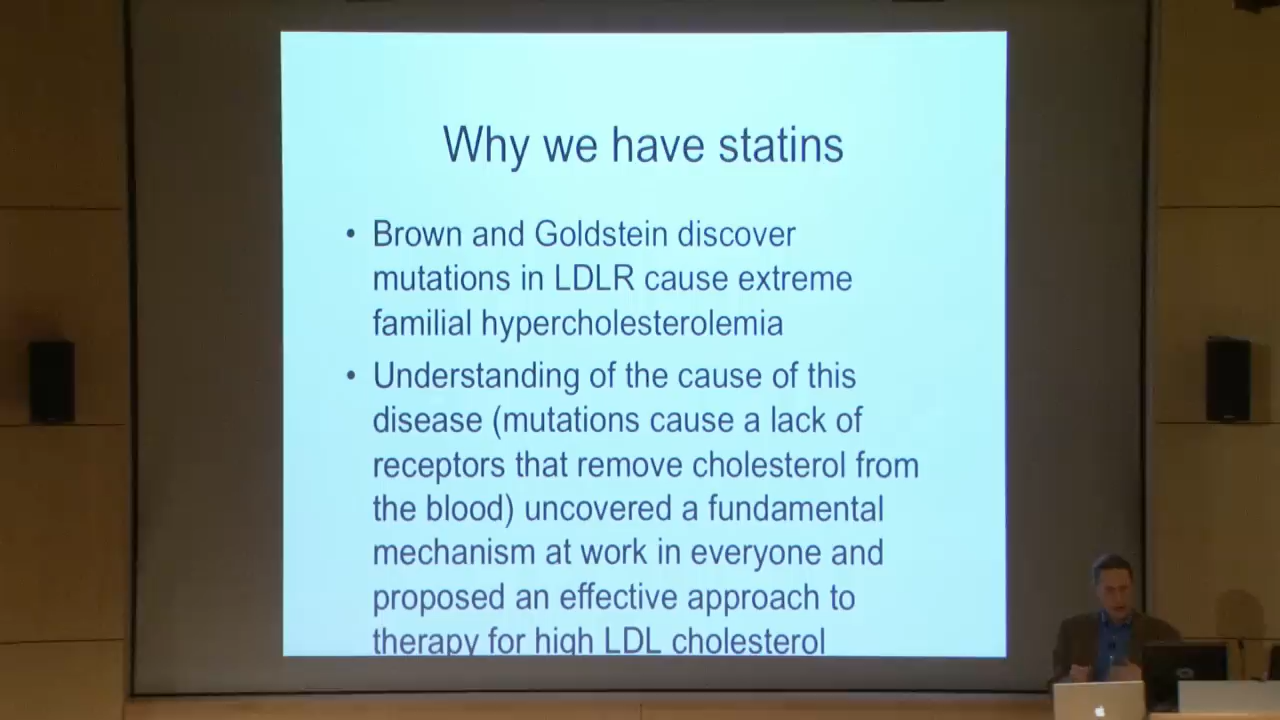 Why we have statins
• Brown and Goldstein discover
mutations in LDLR cause extreme
familial hypercholesterolemia
• Understanding of the cause of this
disease (mutations cause a lack of
receptors that remove cholesterol from
the blood) uncovered a fundamental
mechanism at work in everyone and
proposed an effective approach to
therapy for high LDL cholesterol